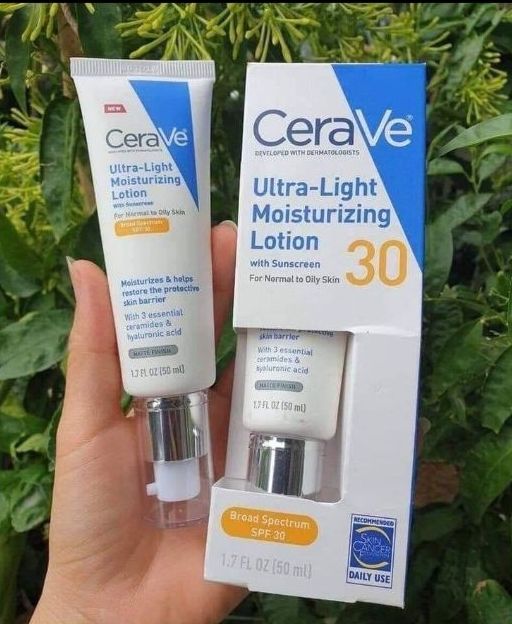 NEW
CeraVe
DEVELOPED WITH DERMATOLOGISTS
Ultra-Light
Moisturizing
Lotion
with Sunscreen
For Normal to Oily Skin
Broad Spectrum
SPF 30
Moisturizes & helps
restore the protective
skin barrier
With 3 essential
ceramides &
hyaluronic acid
MATTE FINISH
1.7 FL OZ (50 ml)
CeraVe®
DEVELOPED WITH DERMATOLOGISTS
Ultra-Light
Moisturizing
Lotion
with Sunscreen
30
For Normal to Oily Skin
protective
skin barrier
With 3 essential
ceramides &
hyaluronic acid
MATTE FINISH
1.7 FL OZ (50 ml)
Broad Spectrum
SPF 30
1.7 FL OZ (50 ml)
RECOMMENDED
SKIN
CANCER
DAILY USE